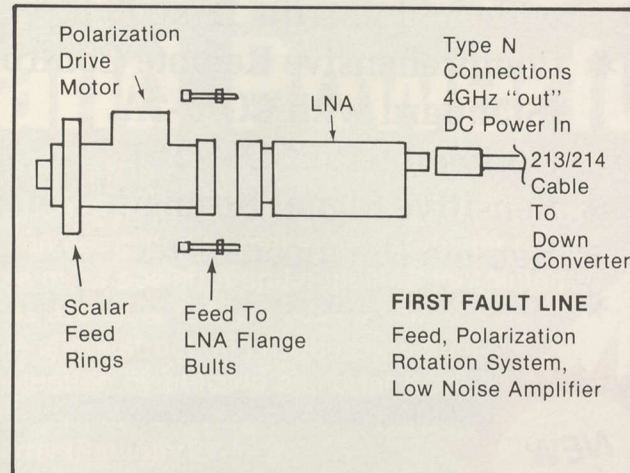 Polarization
Drive
Motor
LNA
Type N
Connections
4GHz “out”
DC Power In
213/214
Cable
To
Down
Converter
Scalar
Feed
Rings
Feed To
LNA Flange
Bults
FIRST FAULT LINE
Feed, Polarization
Rotation System,
Low Noise Amplifier